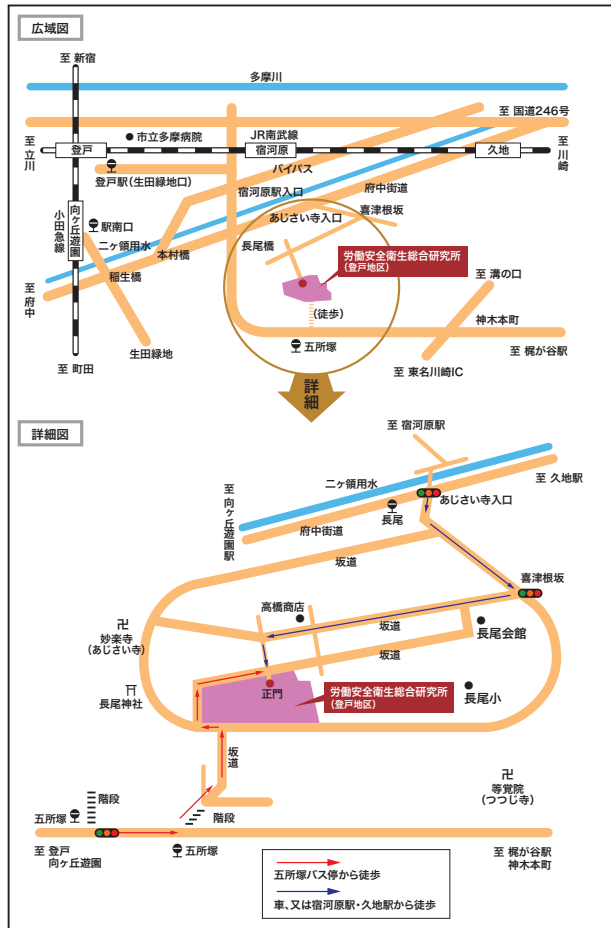 広域図
至 新宿
多摩川
至 国道246号
市立多摩病院
JR南武線
至 立川
登戸
宿河原
久地
至 川崎
登戸駅(生田緑地口)
バイパス
宿河原駅入口
府中街道
向ヶ丘遊園
小田急線
駅南口
あじさい寺入口
喜津根坂
二ヶ領用水
本村橋
長尾橋
労働安全衛生総合研究所
(登戸地区)
至 溝の口
稲生橋
至 府中
(徒歩)
神木本町
五所塚
生田緑地
至 町田
至 東名川崎IC
至 梶が谷駅
詳細
詳細図
至 宿河原駅
二ヶ領用水
至 久地駅
あじさい寺入口
至 向ヶ丘遊園駅
長尾
府中街道
坂道
喜津根坂
高橋商店
坂道
長尾会館
妙楽寺
(あじさい寺)
坂道
正門
労働安全衛生総合研究所
(登戸地区)
長尾小
長尾神社
坂道
等覚院
(つつじ寺)
階段
五所塚
階段
至 登戸
向ヶ丘遊園
五所塚
至 梶が谷駅
神木本町
五所塚バス停から徒歩
車、又は宿河原駅・久地駅から徒歩